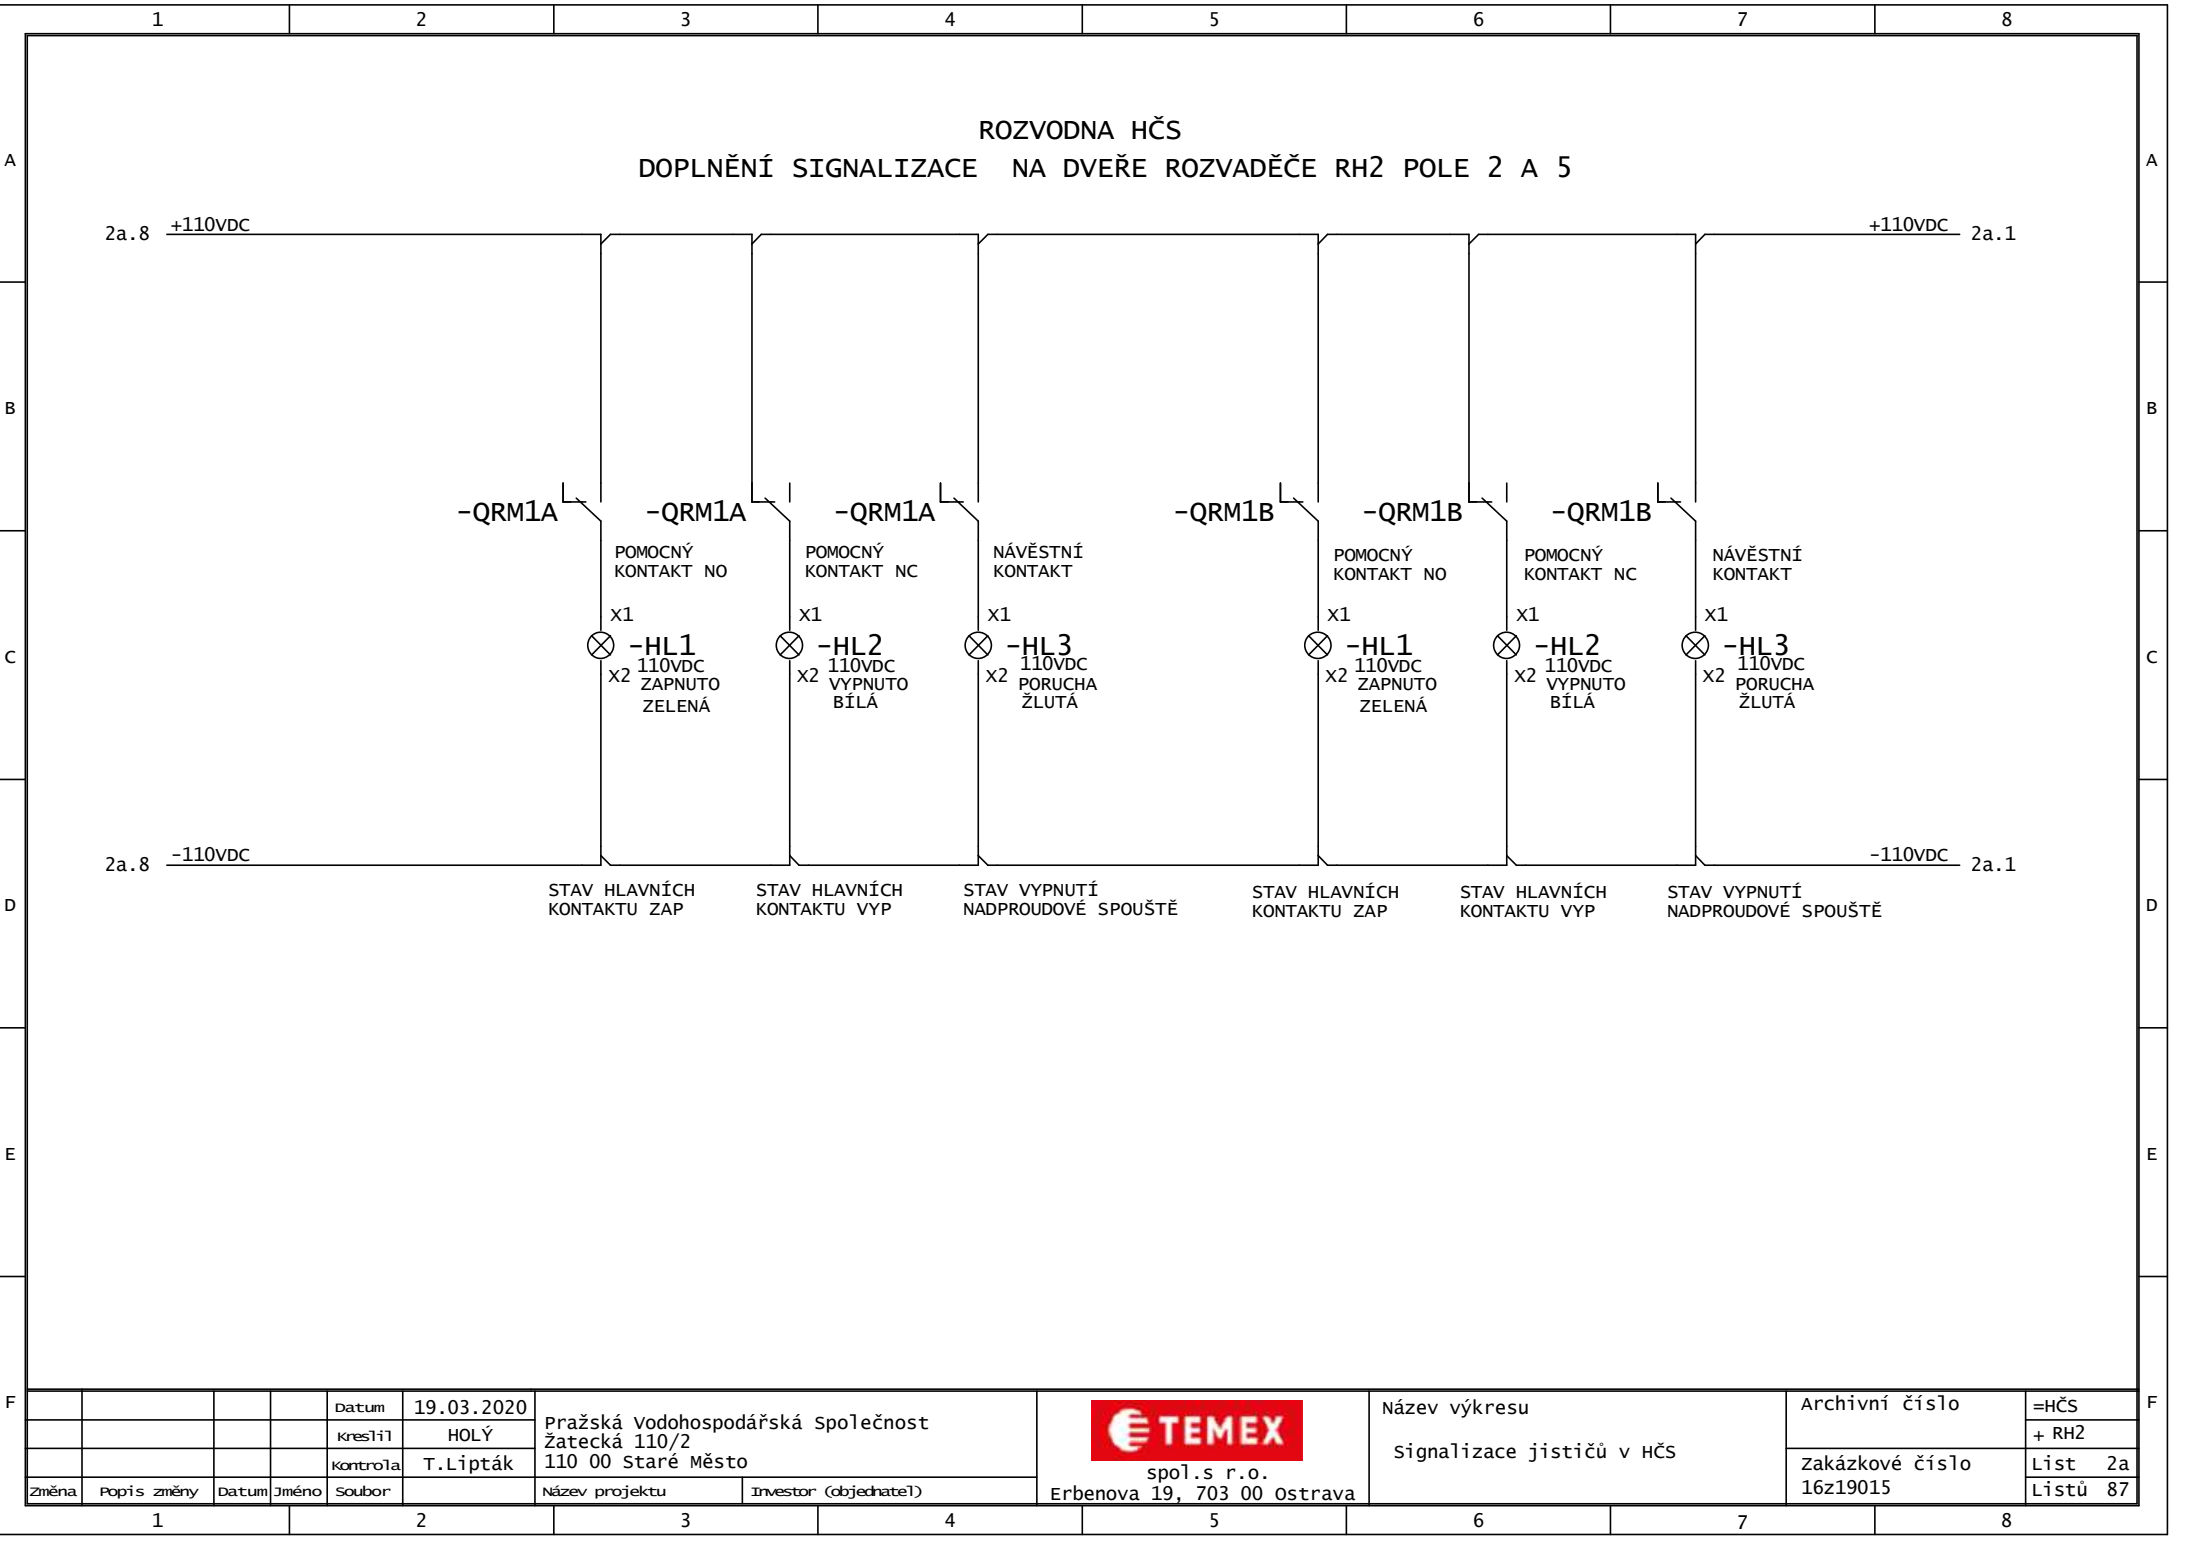 1 2 3 4 5 6 7 8
ROZVODNA HČS
A DOPLNĚNÍ SIGNALIZACE NA DVEŘE ROZVADĚČE RH2 POLE 2 A 5 A
2a.8 +110VDC +110VDC 2a.1
B B
-QRM1A -QRM1A -QRM1A -QRM1B -QRM1B -QRM1B
POMOCNÝ POMOCNÝ NÁVĚSTNÍ POMOCNÝ POMOCNÝ NÁVĚSTNÍ
KONTAKT NO KONTAKT NC KONTAKT KONTAKT NO KONTAKT NC KONTAKT
X1 X1 X1 X1 X1 X1
C -HL1 -HL2 -HL3 -HL1 -HL2 -HL3 C
110VDC 110VDC 110VDC 110VDC 110VDC 110VDC
X2 ZAPNUTO X2 VYPNUTO X2 PORUCHA X2 ZAPNUTO X2 VYPNUTO X2 PORUCHA
ZELENÁ BÍLÁ ŽLUTÁ ZELENÁ BÍLÁ ŽLUTÁ
2a.8 -110VDC -110VDC 2a.1
STAV HLAVNÍCH STAV HLAVNÍCH STAV VYPNUTÍ STAV HLAVNÍCH STAV HLAVNÍCH STAV VYPNUTÍ
D KONTAKTU ZAP KONTAKTU VYP NADPROUDOVÉ SPOUŠTĚ KONTAKTU ZAP KONTAKTU VYP NADPROUDOVÉ SPOUŠTĚ D
E E
F F
Datum 19.03.2020
Kreslil HOLÝ
Kontrola T.Lipták
Změna Popis změny Datum Jméno Soubor
Pražská Vodohospodářská Společnost
Žatecká 110/2
110 00 Staré Město
Název projektu Investor (objednatel)
TEMEX
spol.s r.o.
Erbenova 19, 703 00 Ostrava
Název výkresu
Signalizace jističů v HČS
Archivní číslo
Zakázkové číslo
16z19015
=HČS
+ RH2
List 2a
Listů 87
1 2 3 4 5 6 7 8